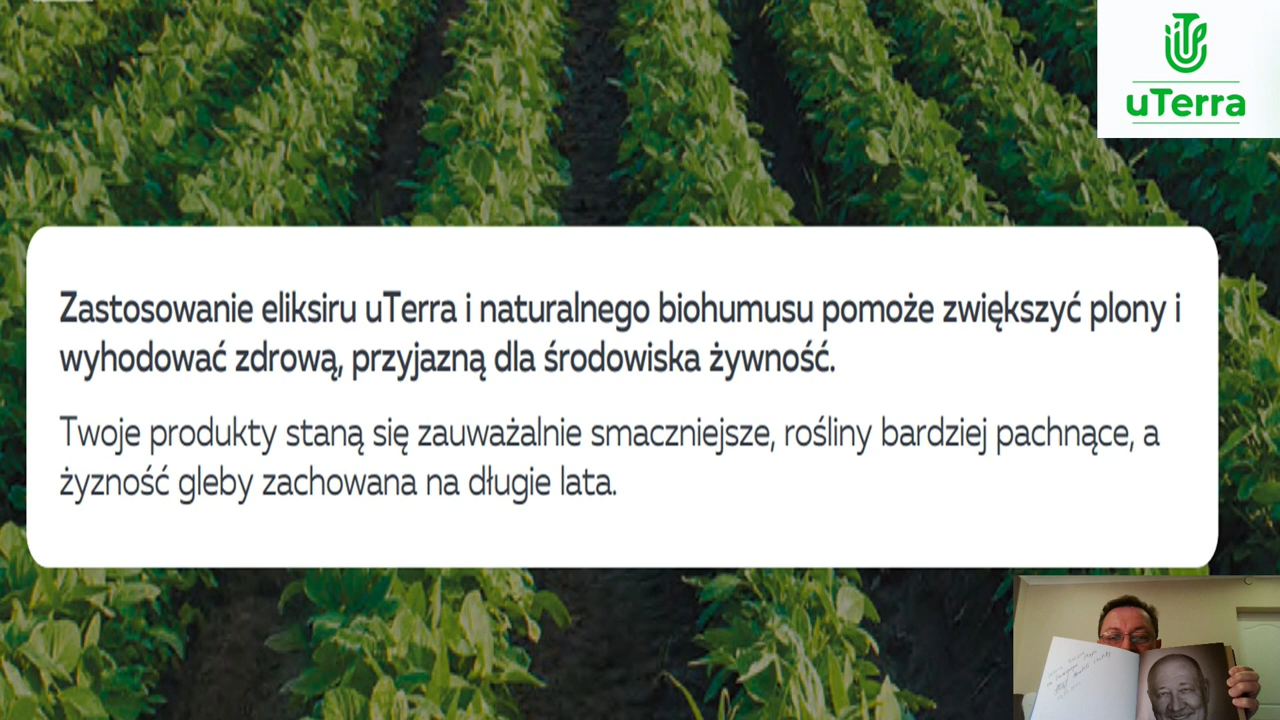 uTerra
Zastosowanie eliksiru uTerra i naturalnego biohumusu pomoże zwiększyć plony i
wyhodować zdrową, przyjazną dla środowiska żywność.
Twoje produkty staną się zauważalnie smaczniejsze, rośliny bardziej pachnące, a
żyzność gleby zachowana na długie lata.